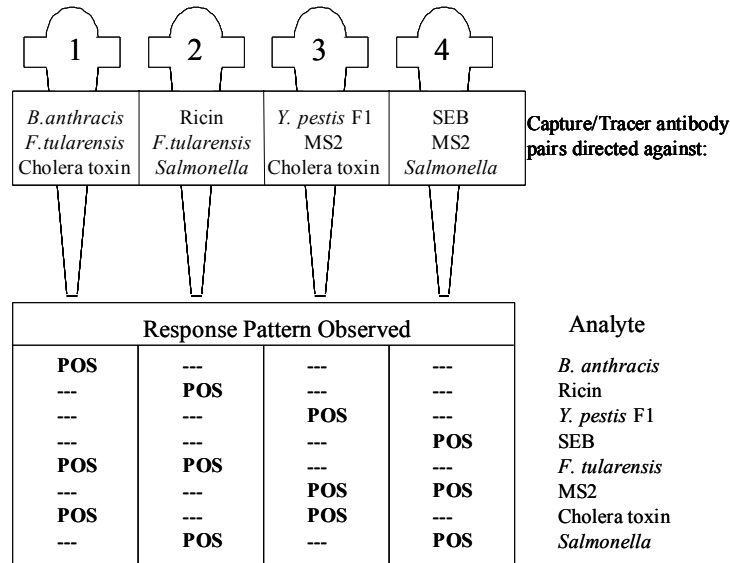 1 2 3 4
B.anthracis Ricin Y. pestis F1 SEB
F.tularensis F.tularensis MS2 MS2
Cholera toxin Salmonella Cholera toxin Salmonella
Capture/Tracer antibody
pairs directed against:
Response Pattern Observed Analyte
POS --- --- --- B. anthracis
--- POS --- --- Ricin
--- --- POS --- Y. pestis F1
--- --- --- POS SEB
POS POS --- --- F. tularensis
--- --- POS POS MS2
POS --- POS --- Cholera toxin
--- POS --- POS Salmonella